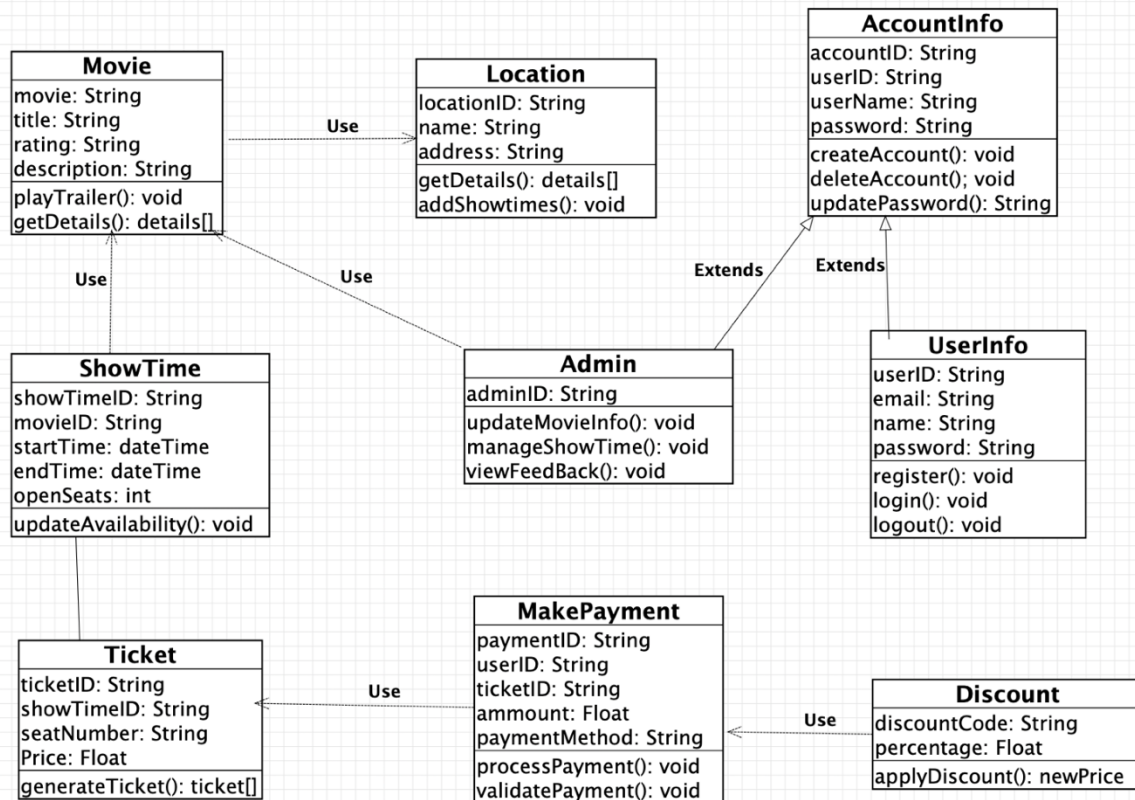 Movie
movie: String
title: String
rating: String
description: String
playTrailer(): void
getDetails(): details[]
Use
Location
locationID: String
name: String
address: String
getDetails(): details[]
addShowtimes(): void
AccountInfo
accountID: String
userID: String
userName: String
password: String
createAccount(): void
deleteAccount(); void
updatePassword(): String
Use
Use
Extends
Extends
ShowTime
showTimeID: String
movieID: String
startTime: dateTime
endTime: dateTime
openSeats: int
updateAvailability(): void
Admin
adminID: String
updateMovieInfo(): void
manageShowTime(): void
viewFeedBack(): void
UserInfo
userID: String
email: String
name: String
password: String
register(): void
login(): void
logout(): void
Ticket
ticketID: String
showTimeID: String
seatNumber: String
Price: Float
generateTicket(): ticket[]
Use
MakePayment
paymentID: String
userID: String
ticketID: String
ammount: Float
paymentMethod: String
processPayment(): void
validatePayment(): void
Use
Discount
discountCode: String
percentage: Float
applyDiscount(): newPrice